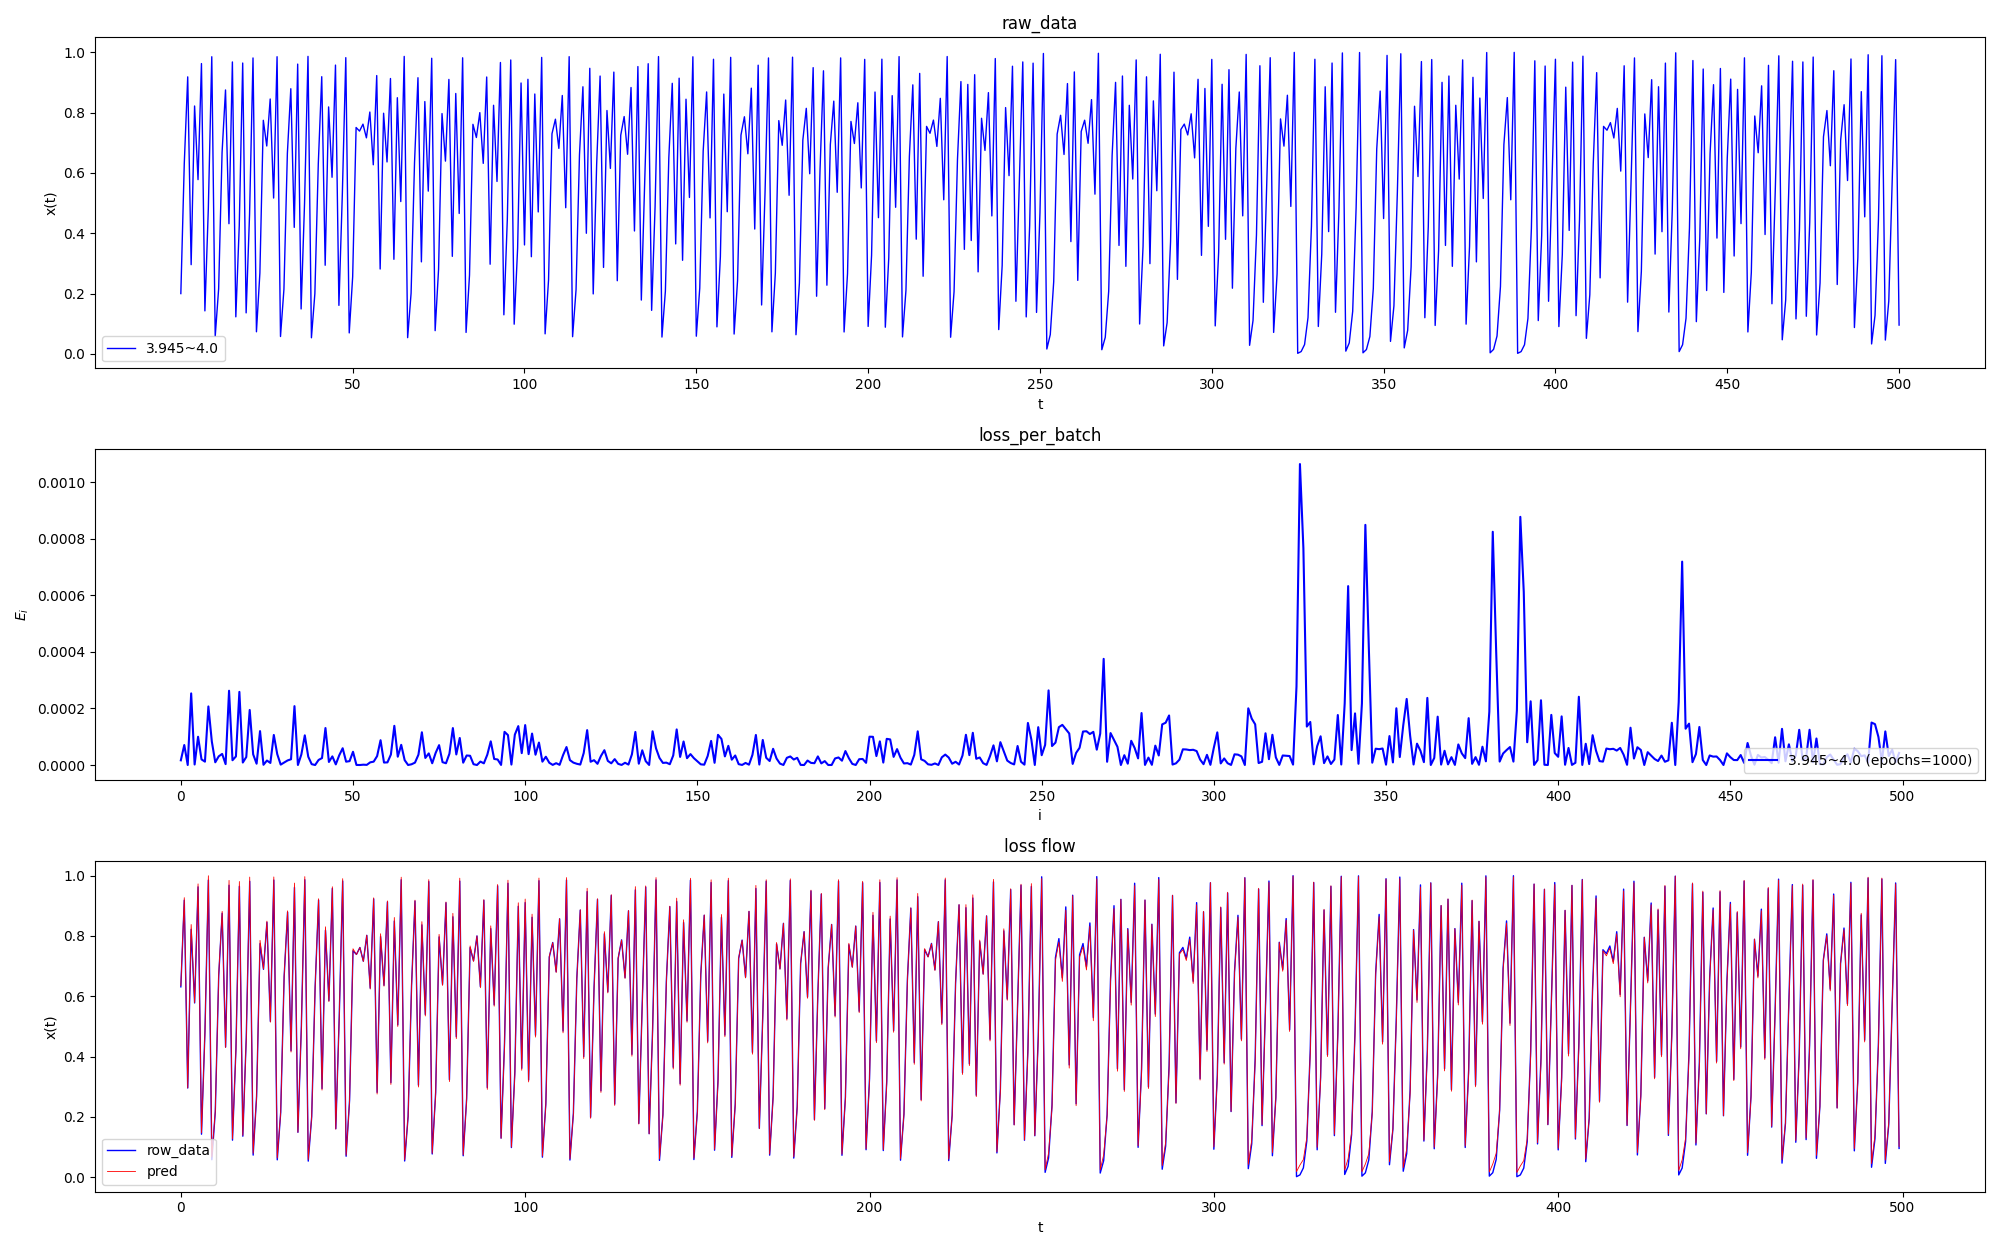 raw_data
x(t)
1.0
0.8
0.6
0.4
0.2
0.0
3.945~4.0
50 100 150 200 250 300 350 400 450 500
t
loss_per_batch
E_i
0.0010
0.0008
0.0006
0.0004
0.0002
0.0000
3.945~4.0 (epochs=1000)
0 50 100 150 200 250 300 350 400 450 500
i
loss flow
x(t)
1.0
0.8
0.6
0.4
0.2
0.0
row_data
pred
0 100 200 300 400 500
t